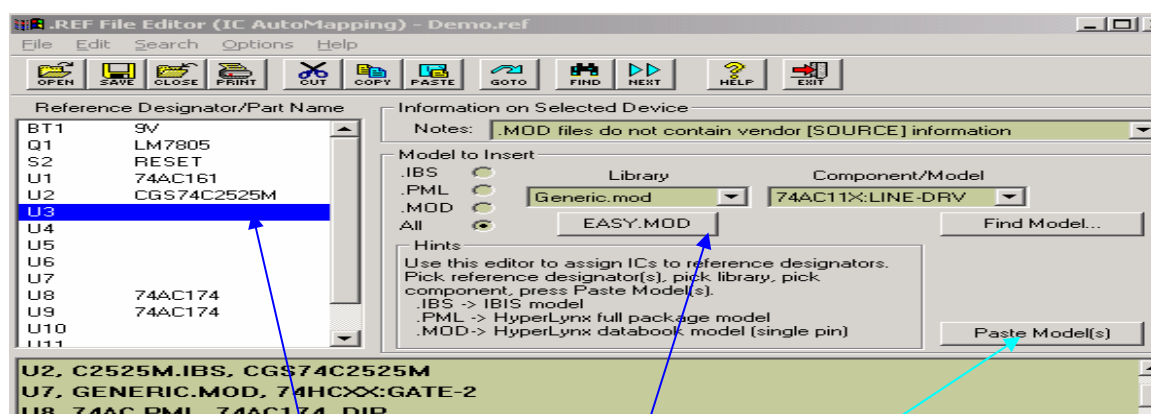 .REF File Editor (IC AutoMapping) - Demo.ref
File Edit Search Options Help
OPEN SAVE CLOSE PRINT CUT COPY PASTE GOTO FIND NEXT HELP EXIT
Reference Designator/Part Name
BT1 9V
Q1 LM7805
S2 RESET
U1 74AC161
U2 CGS74C2525M
U3
U4
U5
U6
U7
U8 74AC174
U9 74AC174
U10
U11
Information on Selected Device
Notes: .MOD files do not contain vendor [SOURCE] information
Model to Insert
.IBS
.PML
.MOD
All
Library
Generic.mod
EASY.MOD
Component/Model
74AC11X:LINE-DRV
Find Model...
Hints
Use this editor to assign ICs to reference designators.
Pick reference designator(s), pick library, pick
component, press Paste Model(s).
.IBS -> IBIS model
.PML -> HyperLynx full package model
.MOD-> HyperLynx databook model (single pin)
Paste Model(s)
U2, C2525M.IBS, CGS74C2525M
U7, GENERIC.MOD, 74HCXX:GATE-2
U8, 74AC.PML, 74AC174, DIP